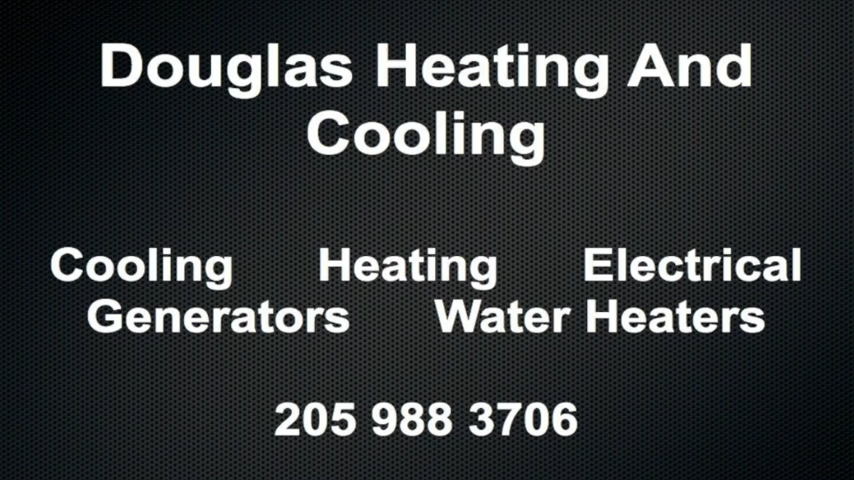 Douglas Heating And
Cooling
Cooling Heating Electrical
Generators Water Heaters
205 988 3706